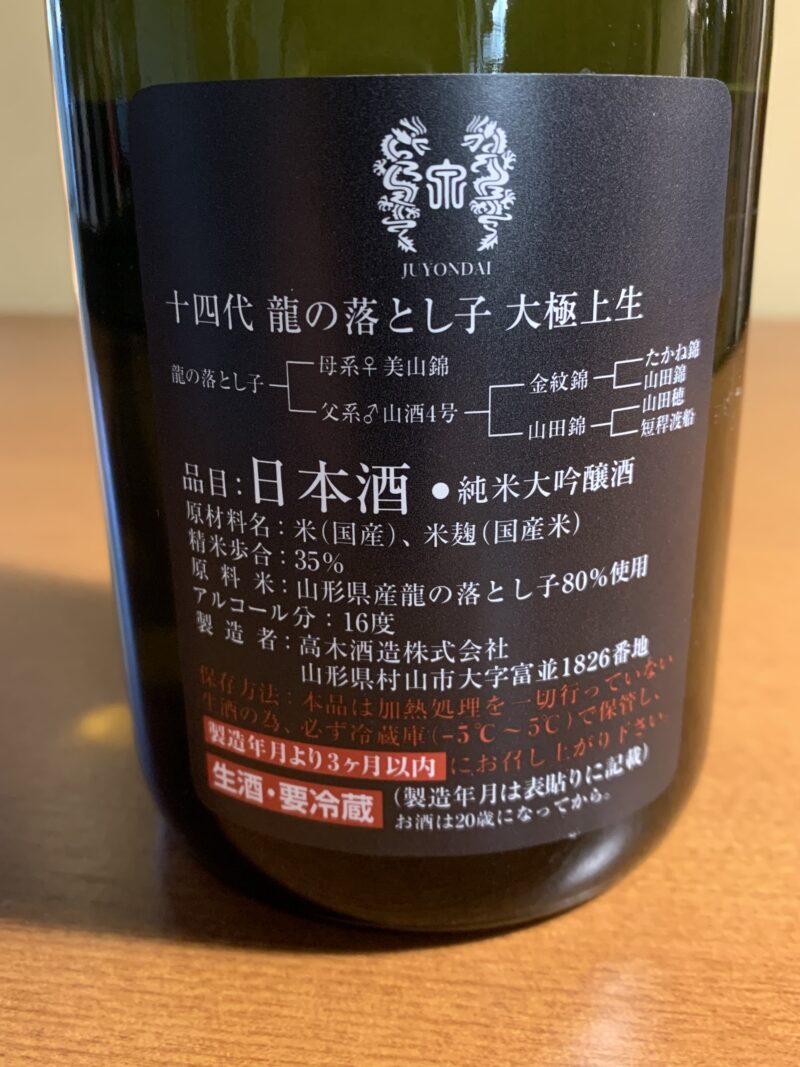 JUYONDAI
十四代 龍の落とし子 大極上生
龍の落とし子
母系♀美山錦
父系♂山酒4号
金紋錦
山田錦
たかね錦
山田錦
山田穂
短稈渡船
品目：日本酒 ●純米大吟醸酒
原材料名：米（国産）、米麹（国産米）
精米歩合：35％
原料米：山形県産龍の落とし子80％使用
アルコール分：16度
製造者：高木酒造株式会社
山形県村山市大字富並1826番地
保存方法：本品は加熱処理を一切行っていない
生酒の為、必ず冷蔵庫（−5℃〜5℃）で保管し、
製造年月より3ヶ月以内にお召し上がり下さい。
生酒・要冷蔵（製造年月は表貼りに記載）
お酒は20歳になってから。